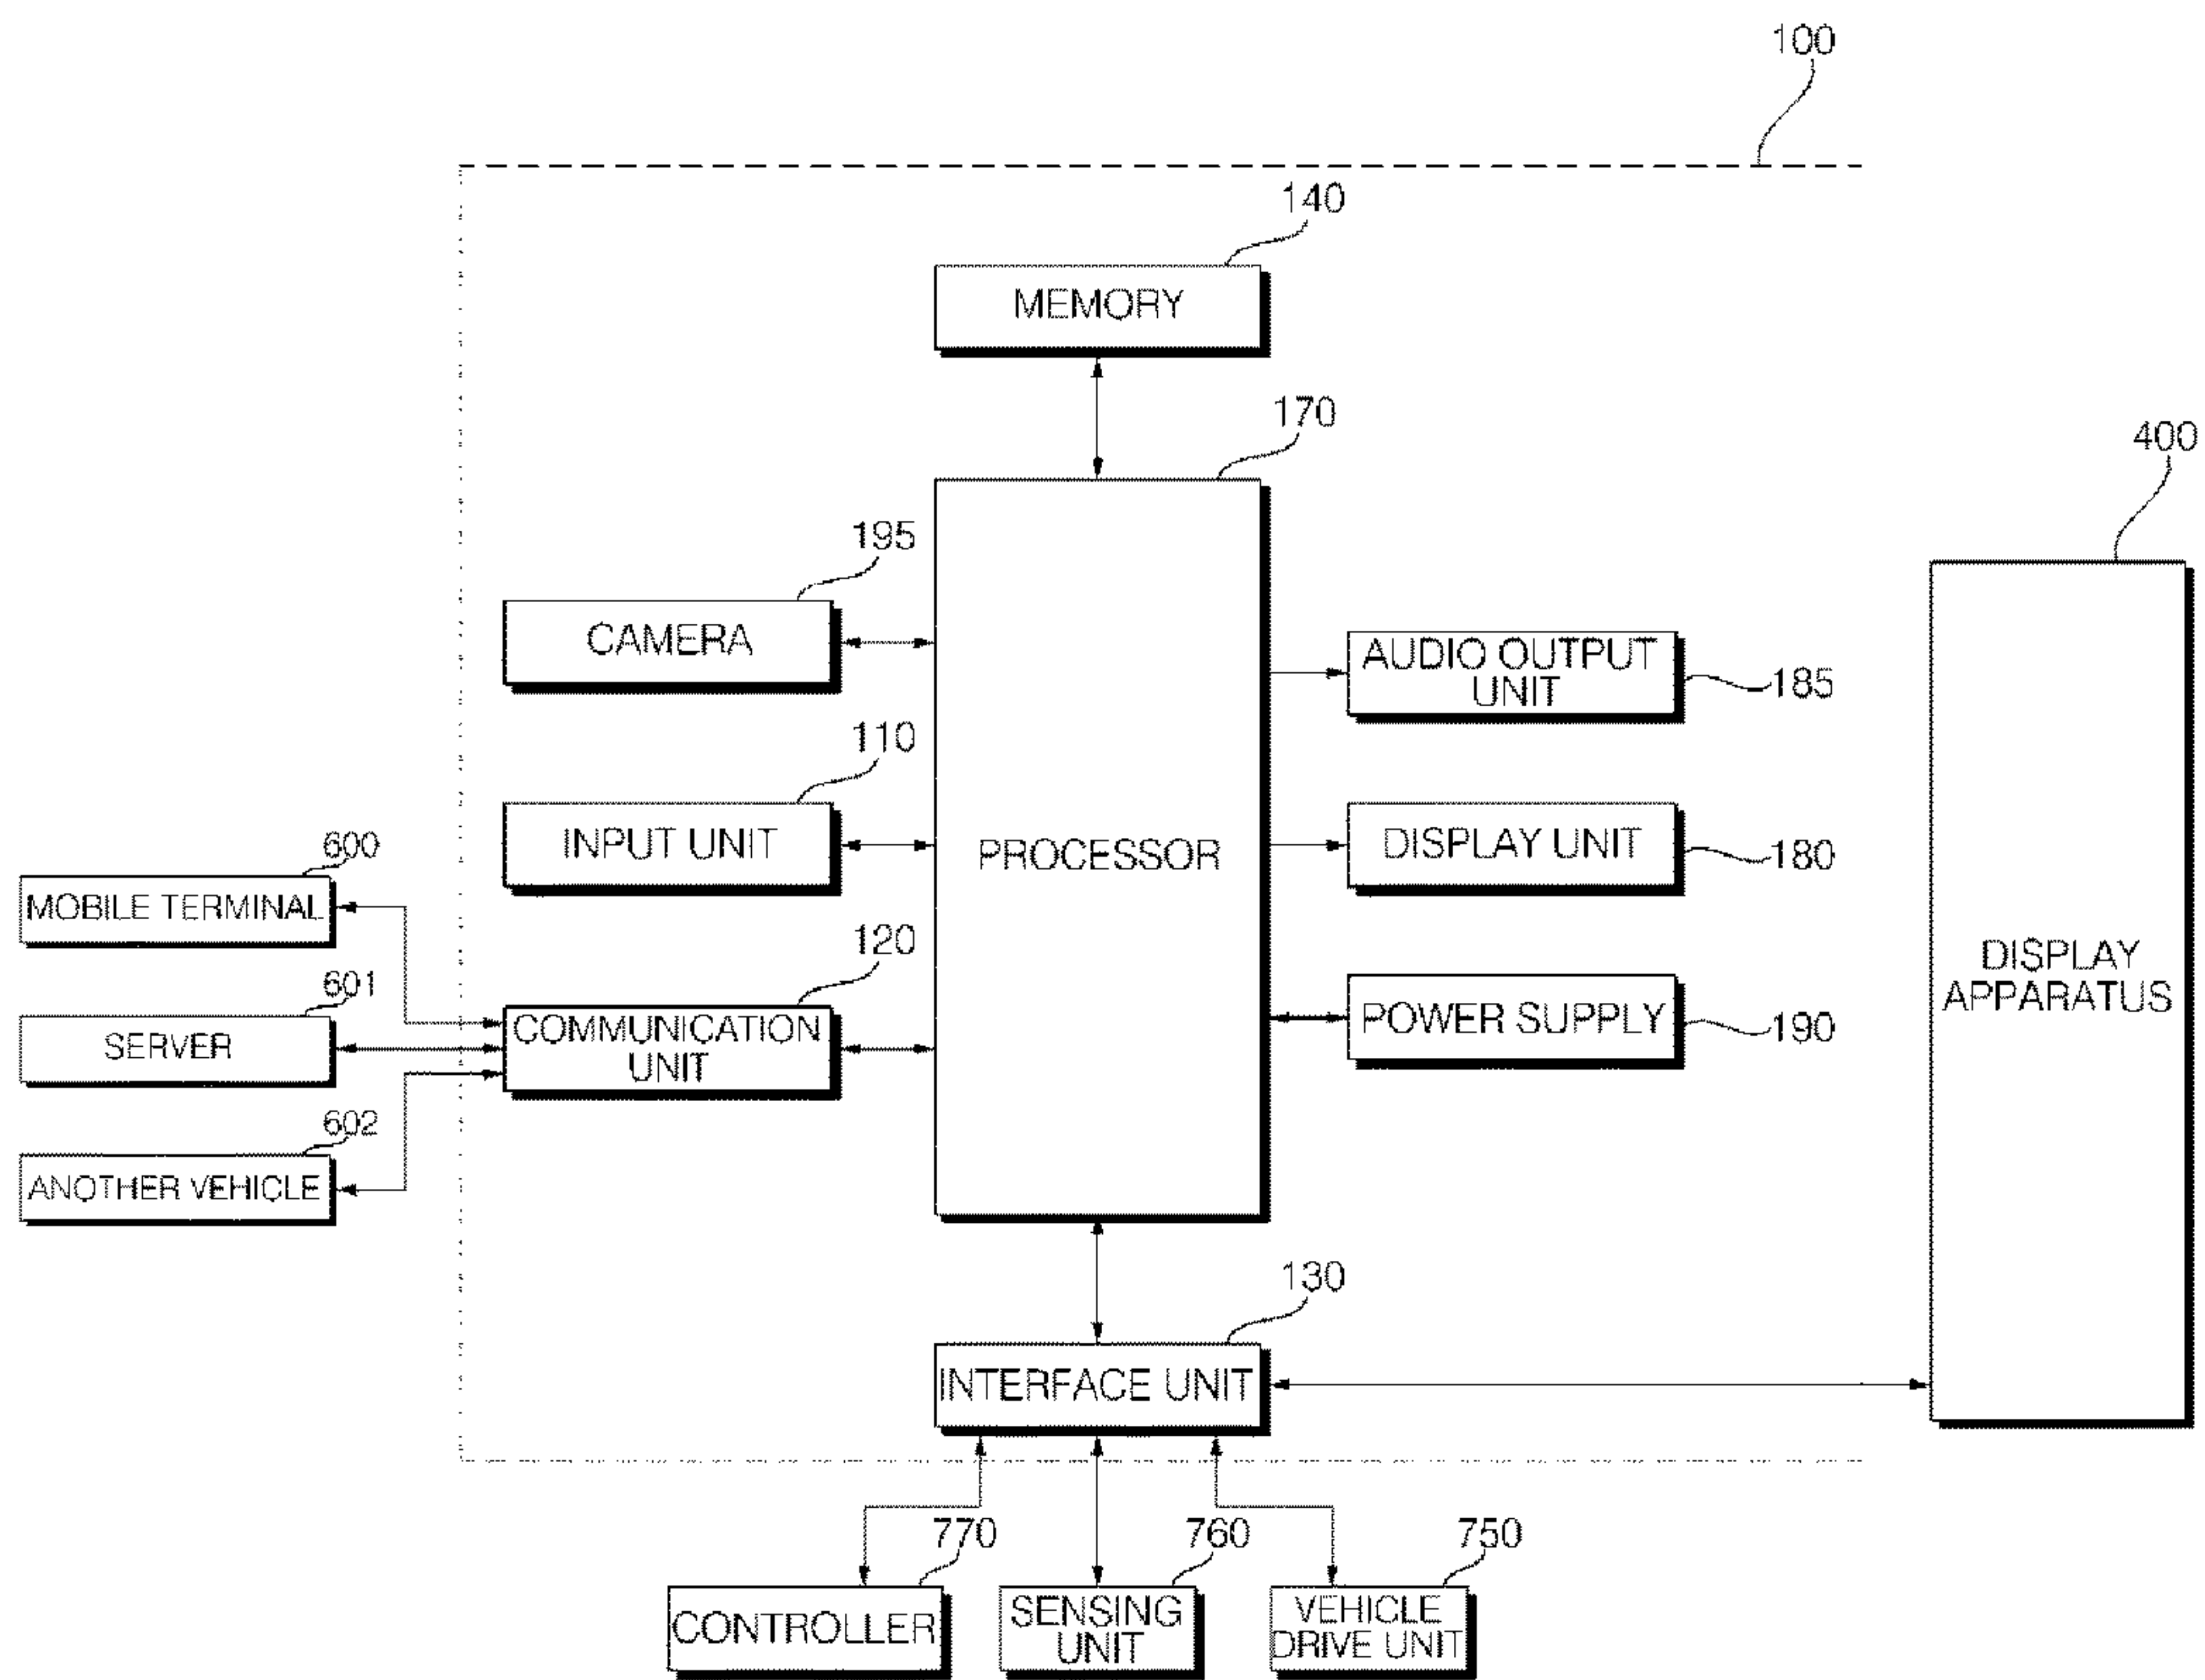 100
140
MEMORY
170
400
195
CAMERA
AUDIO OUTPUT
UNIT
185
110
INPUT UNIT
PROCESSOR
DISPLAY UNIT
180
600
MOBILE TERMINAL
120
DISPLAY
APPARATUS
601
SERVER
COMMUNICATION
UNIT
POWER SUPPLY
190
602
ANOTHER VEHICLE
130
INTERFACE UNIT
770
760
750
CONTROLLER
SENSING
UNIT
VEHICLE
DRIVE UNIT